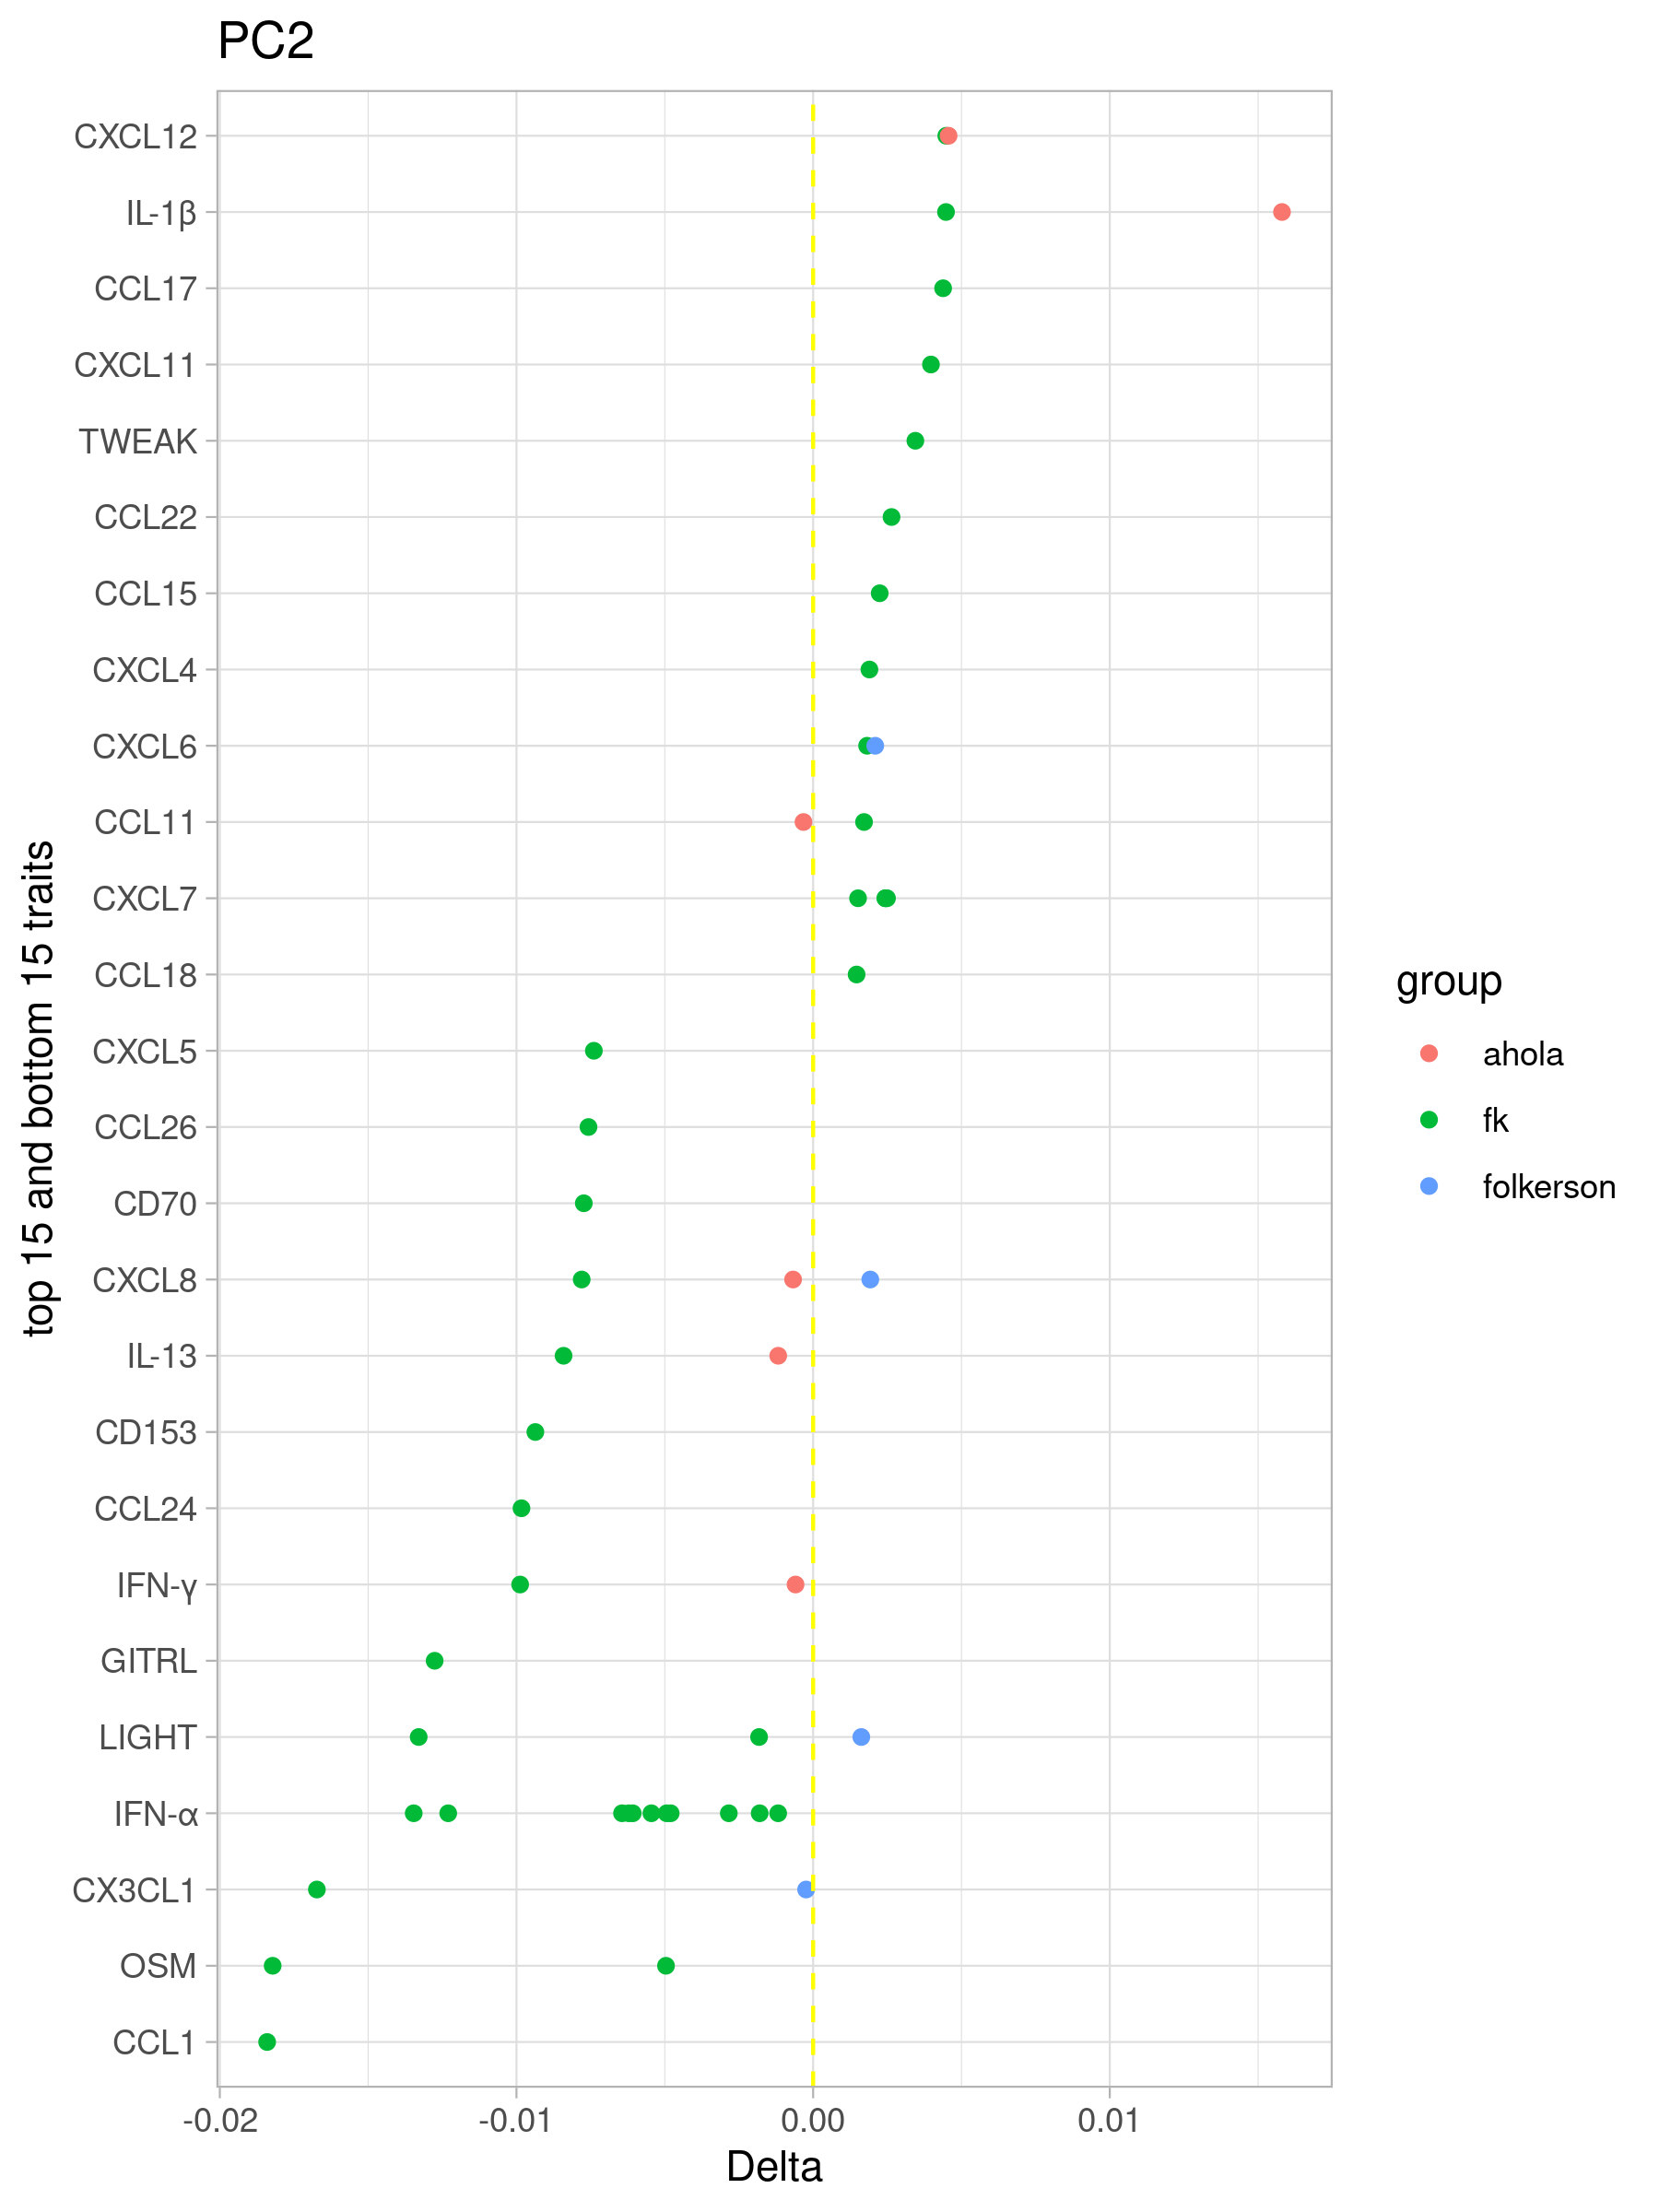 PC2
CXCL12
IL-1β
CCL17
CXCL11
TWEAK
CCL22
CCL15
CXCL4
CXCL6
CCL11
CXCL7
CCL18
CXCL5
CCL26
CD70
CXCL8
IL-13
CD153
CCL24
IFN-γ
GITRL
LIGHT
IFN-α
CX3CL1
OSM
CCL1
top 15 and bottom 15 traits
-0.02
-0.01
0.00
0.01
Delta
group
ahola
fk
folkerson